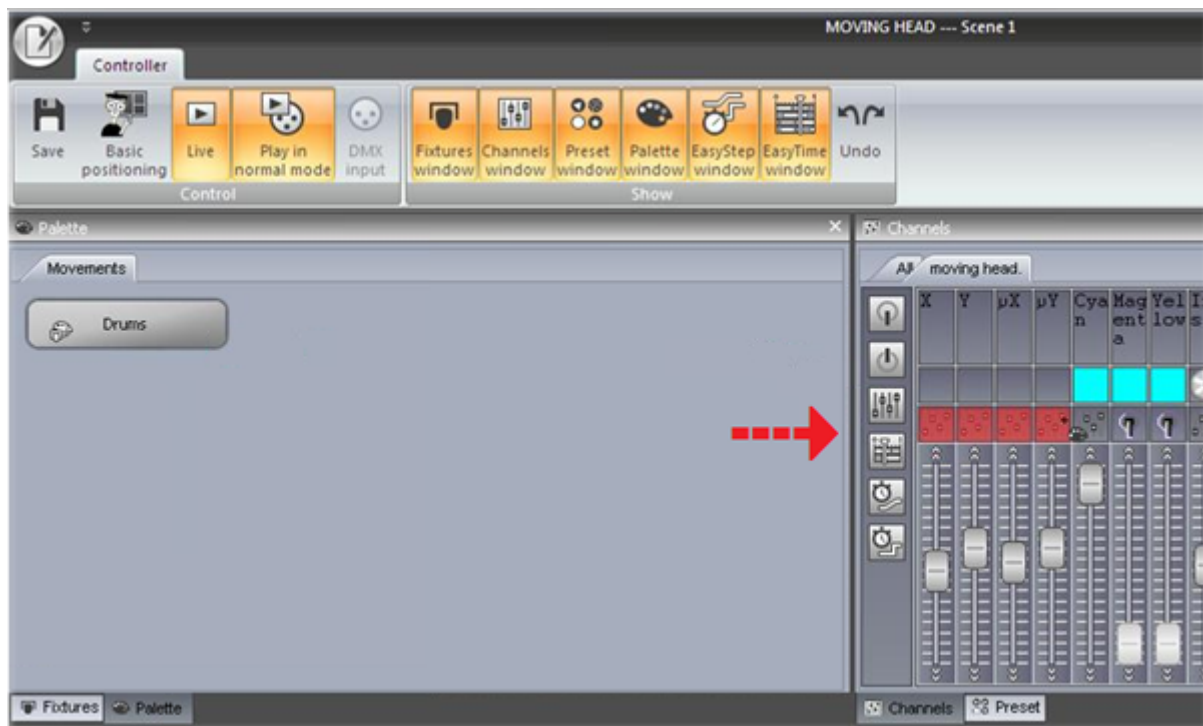 MOVING HEAD --- Scene 1
Controller
Save
Basic positioning
Live
Play in normal mode
DMX input
Fixtures window
Channels window
Preset window
Palette window
EasyStep window
EasyTime window
Undo
Control
Show
Palette
Channels
Movements
All
moving head.
Drums
X
Y
µX
µY
Cya
n
Mag
ent
a
Yel
low
Fixtures
Palette
Channels
Preset